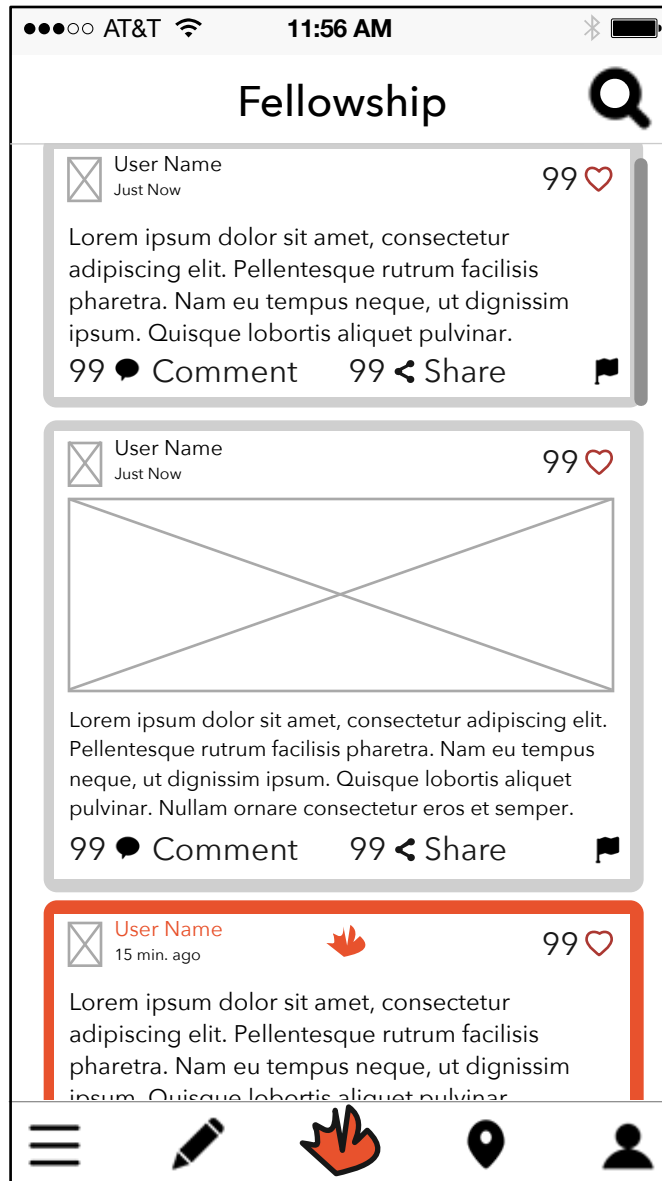 AT&T 11:56 AM
Fellowship
User Name
Just Now
99
Lorem ipsum dolor sit amet, consectetur
adipiscing elit. Pellentesque rutrum facilisis
pharetra. Nam eu tempus neque, ut dignissim
ipsum. Quisque lobortis aliquet pulvinar.
99 Comment 99 Share
User Name
Just Now
99
Lorem ipsum dolor sit amet, consectetur adipiscing elit.
Pellentesque rutrum facilisis pharetra. Nam eu tempus
neque, ut dignissim ipsum. Quisque lobortis aliquet
pulvinar. Nullam ornare consectetur eros et semper.
99 Comment 99 Share
User Name
15 min. ago
99
Lorem ipsum dolor sit amet, consectetur
adipiscing elit. Pellentesque rutrum facilisis
pharetra. Nam eu tempus neque, ut dignissim
ipsum. Quisque lobortis aliquet pulvinar.